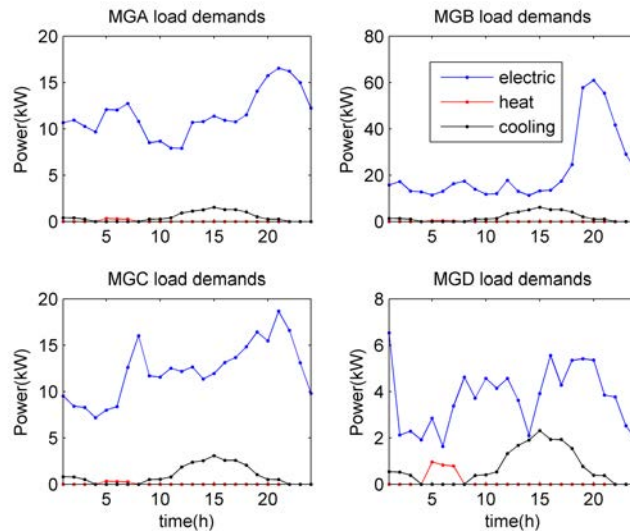 MGA load demands
Power(kW)
20
15
10
5
0
5 10 15 20
MGB load demands
Power(kW)
80
60
40
20
0
5 10 15 20
electric
heat
cooling
MGC load demands
Power(kW)
20
15
10
5
0
5 10 15 20
time(h)
MGD load demands
Power(kW)
8
6
4
2
0
5 10 15 20
time(h)